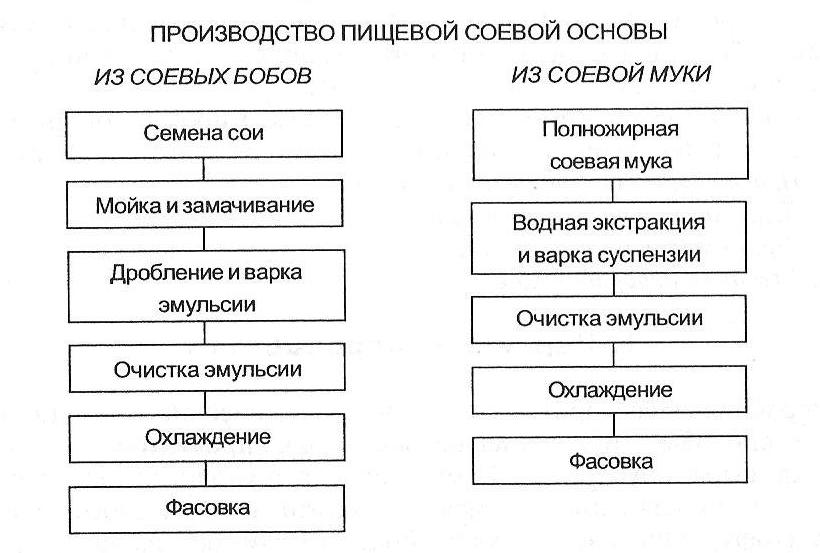 ПРОИЗВОДСТВО ПИЩЕВОЙ СОЕВОЙ ОСНОВЫ
ИЗ СОЕВЫХ БОБОВ
Семена сои
Мойка и замачивание
Дробление и варка
эмульсии
Очистка эмульсии
Охлаждение
Фасовка
ИЗ СОЕВОЙ МУКИ
Полножирная
соевая мука
Водная экстракция
и варка суспензии
Очистка эмульсии
Охлаждение
Фасовка